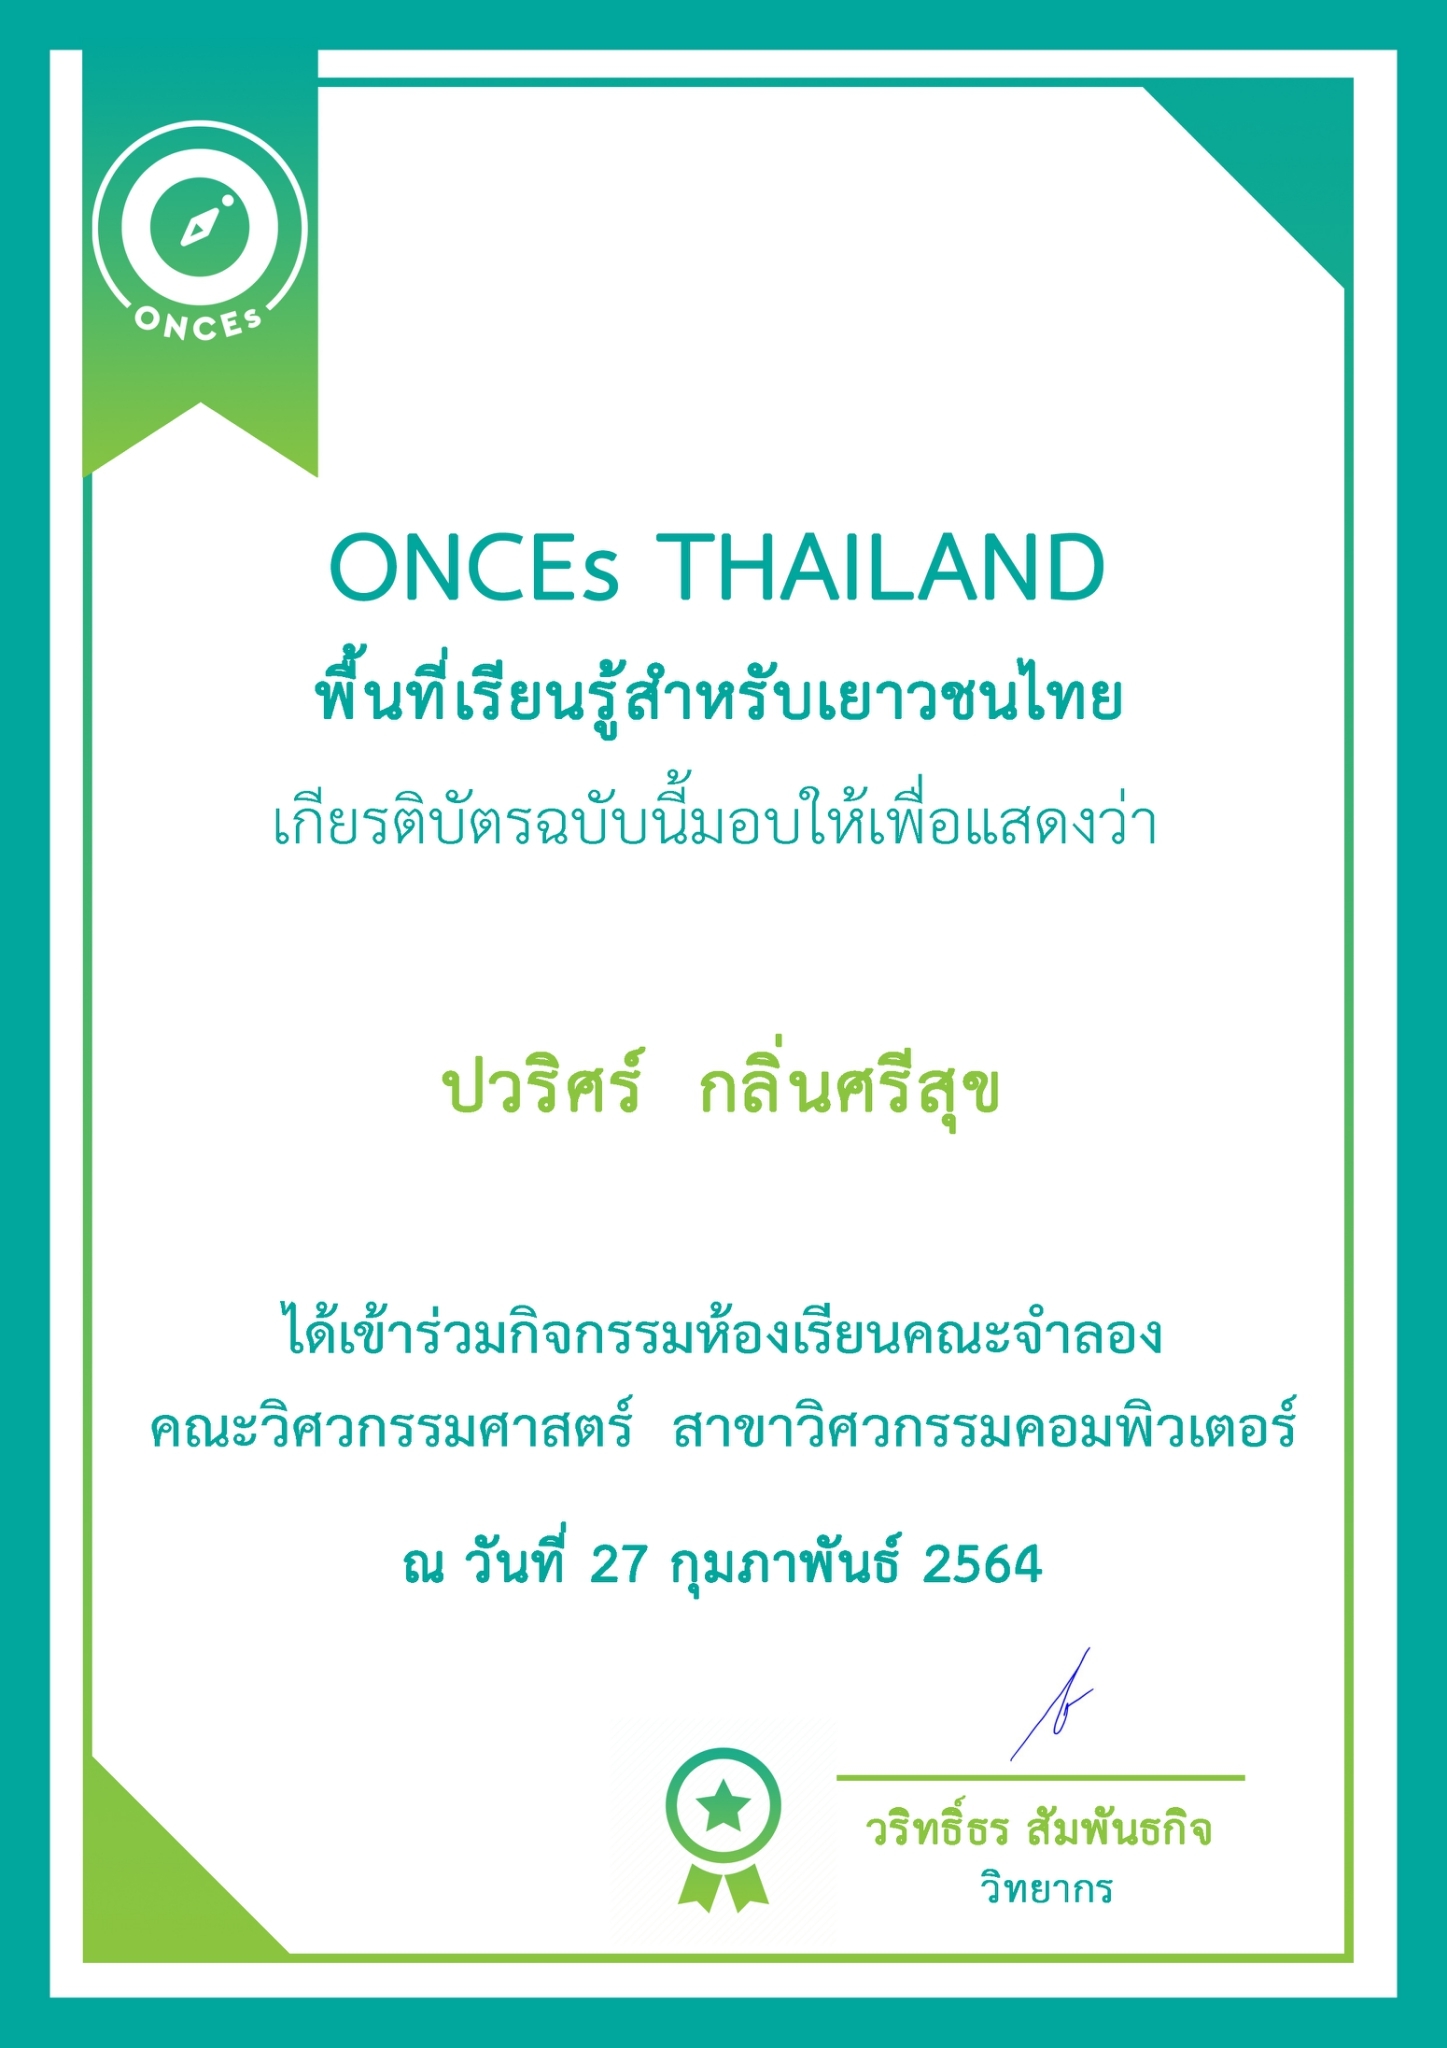 ONCEs
ONCEs THAILAND
พื้นที่เรียนรู้สำหรับเยาวชนไทย
เกียรติบัตรฉบับนี้มอบให้เพื่อแสดงว่า
ปวริศร์ กลิ่นศรีสุข
ได้เข้าร่วมกิจกรรมห้องเรียนคณะจำลอง
คณะวิศวกรรมศาสตร์ สาขาวิศวกรรมคอมพิวเตอร์
ณ วันที่ 27 กุมภาพันธ์ 2564
วริทธิ์ธร สัมพันธกิจ
วิทยากร